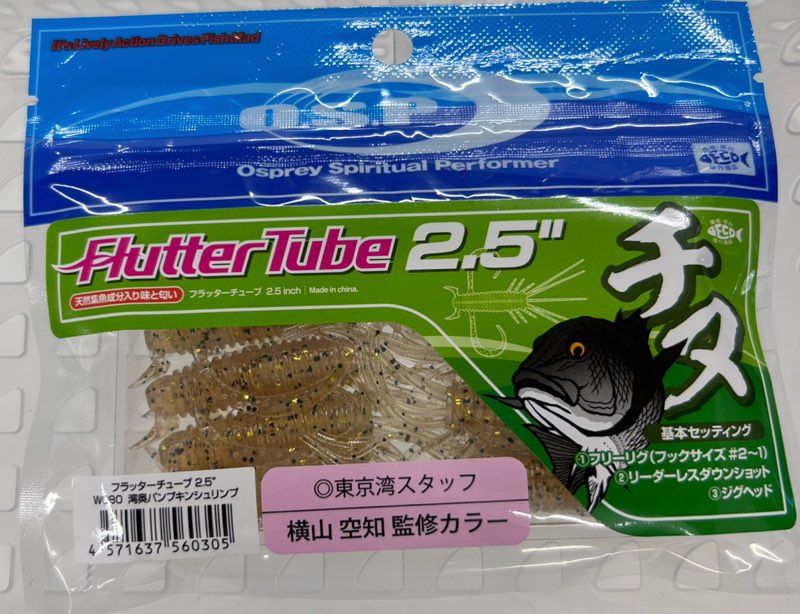 It's Lively Action Drives Fish Mad
O.S.P
Osprey Spiritual Performer
Flutter Tube 2.5"
天然集魚成分入り味と匂い
フラッターチューブ 2.5 inch | Made in china.
チヌ
基本セッティング
①フリーリグ(フックサイズ#2~1)
②リーダーレスダウンショット
③ジグヘッド
フラッターチューブ 2.5"
W080 湾奥パンプキンシュリンプ
4 571637 560305
◎東京湾スタッフ
横山 空知 監修カラー